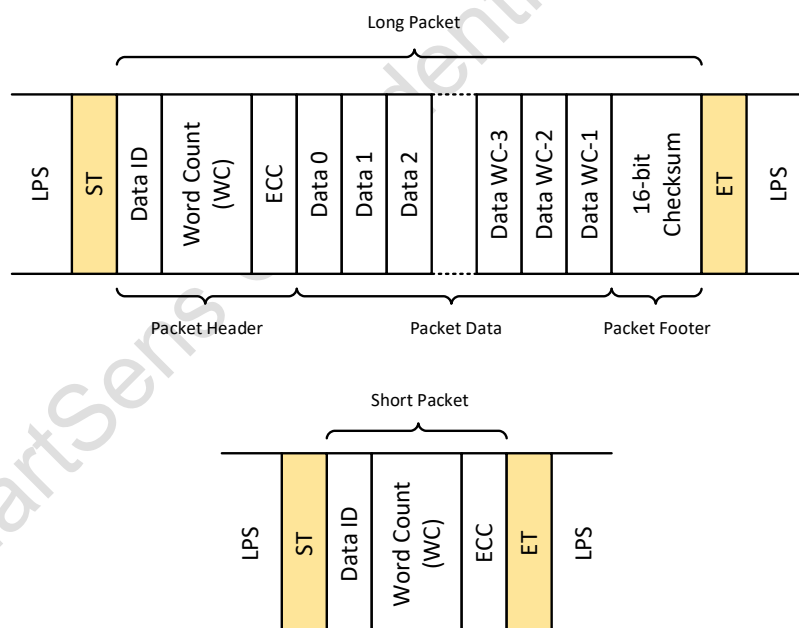 Long Packet
LPS
ST
Data ID
Word Count
(WC)
ECC
Data 0
Data 1
Data 2
Data WC-3
Data WC-2
Data WC-1
16-bit
Checksum
ET
LPS
Packet Header
Packet Data
Packet Footer
Short Packet
LPS
ST
Data ID
Word Count
(WC)
ECC
ET
LPS